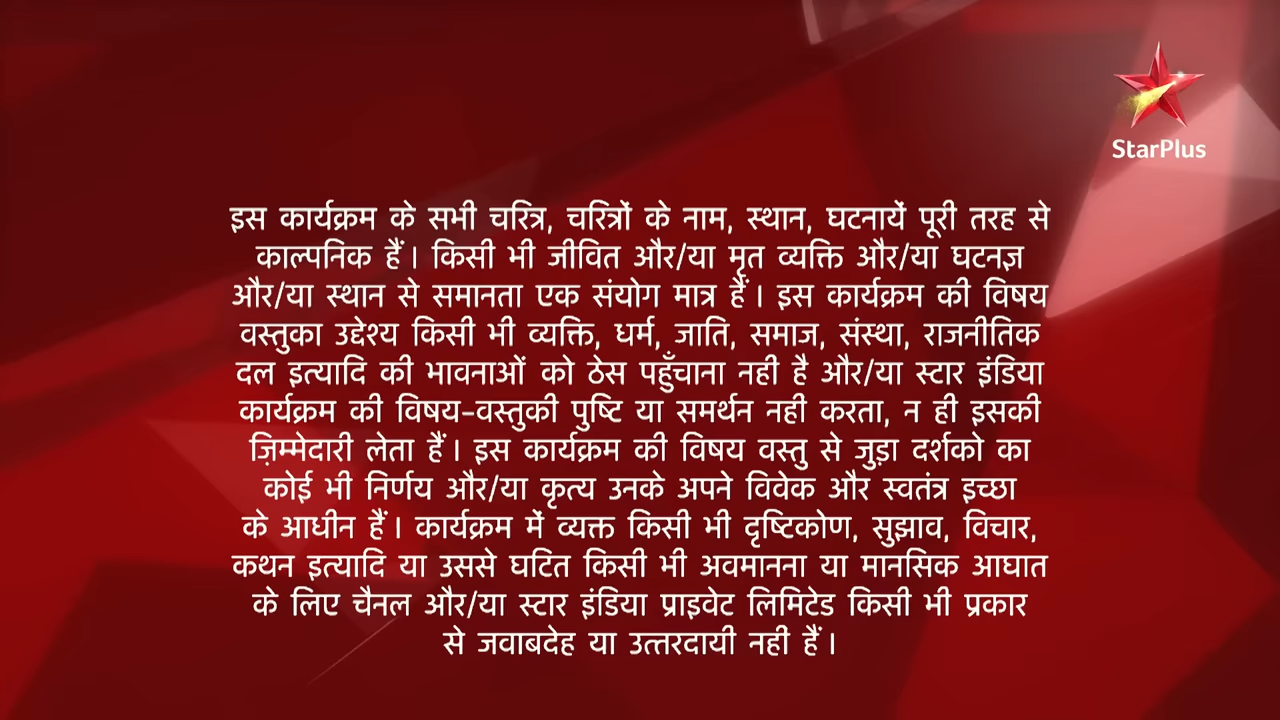 StarPlus
इस कार्यक्रम के सभी चरित्र, चरित्रों के नाम, स्थान, घटनायें पूरी तरह से
काल्पनिक हैं। किसी भी जीवित और/या मृत व्यक्ति और/या घटनज्ञ
और/या स्थान से समानता एक संयोग मात्र हैं। इस कार्यक्रम की विषय
वस्तुका उद्देश्य किसी भी व्यक्ति, धर्म, जाति, समाज, संस्था, राजनीतिक
दल इत्यादि की भावनाओं को ठेस पहुँचाना नही है और/या स्टार इंडिया
कार्यक्रम की विषय-वस्तुकी पुष्टि या समर्थन नही करता, न ही इसकी
ज़िम्मेदारी लेता हैं। इस कार्यक्रम की विषय वस्तु से जुड़ा दर्शको का
कोई भी निर्णय और/या कृत्य उनके अपने विवेक और स्वतंत्र इच्छा
के आधीन हैं। कार्यक्रम में व्यक्त किसी भी दृष्टिकोण, सुझाव, विचार,
कथन इत्यादि या उससे घटित किसी भी अवमानना या मानसिक आघात
के लिए चैनल और/या स्टार इंडिया प्राइवेट लिमिटेड किसी भी प्रकार
से जवाबदेह या उत्तरदायी नही हैं।